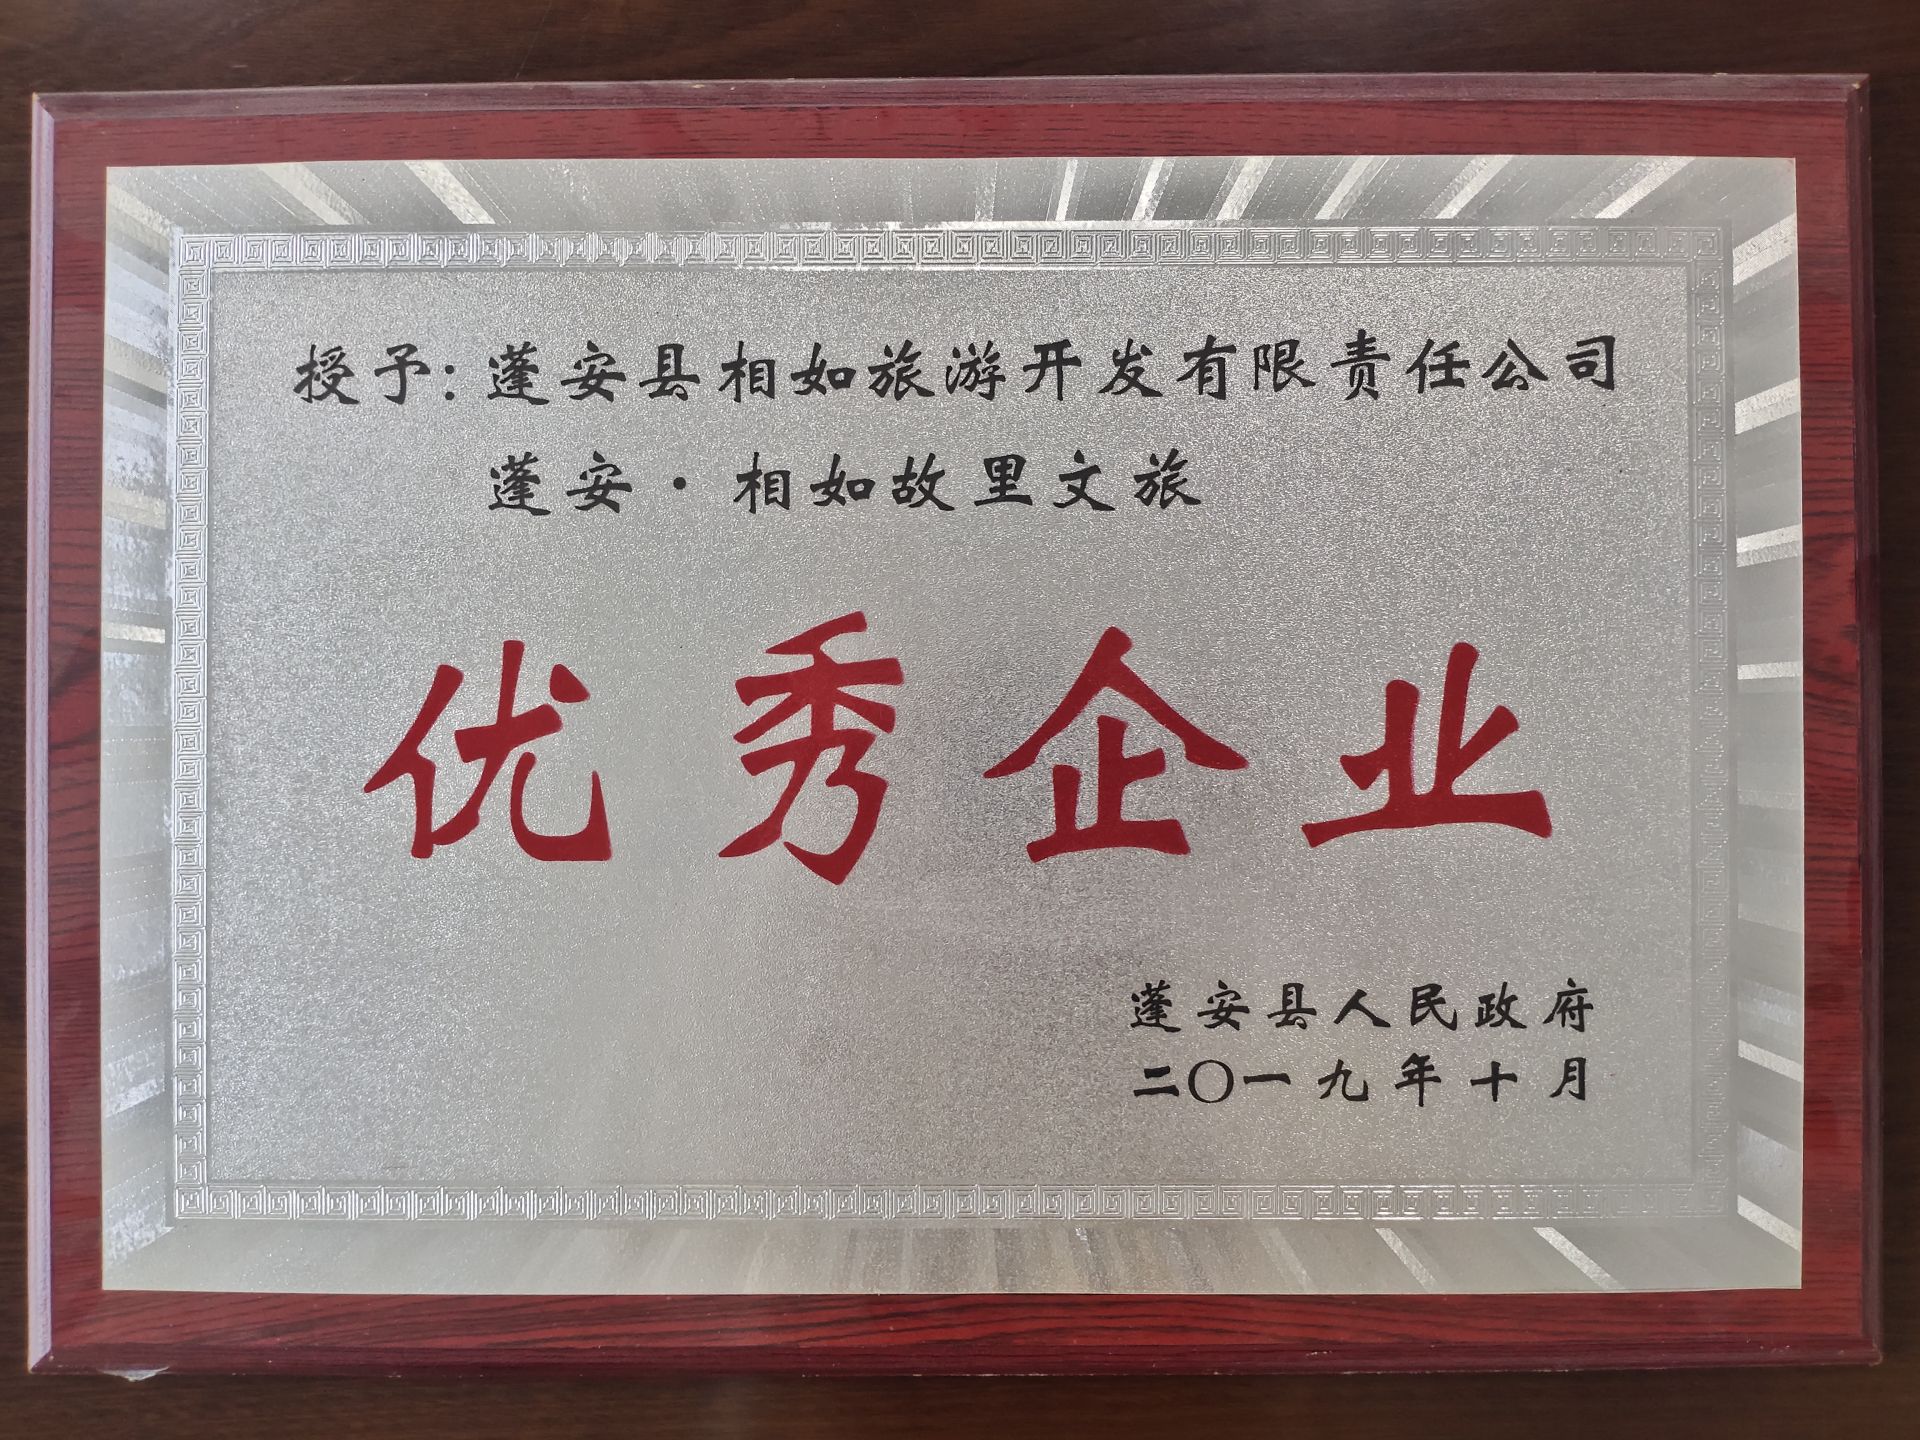 授予:蓬安县相如旅游开发有限责任公司
蓬安·相如故里文旅
优秀企业
蓬安县人民政府
二〇一九年十月